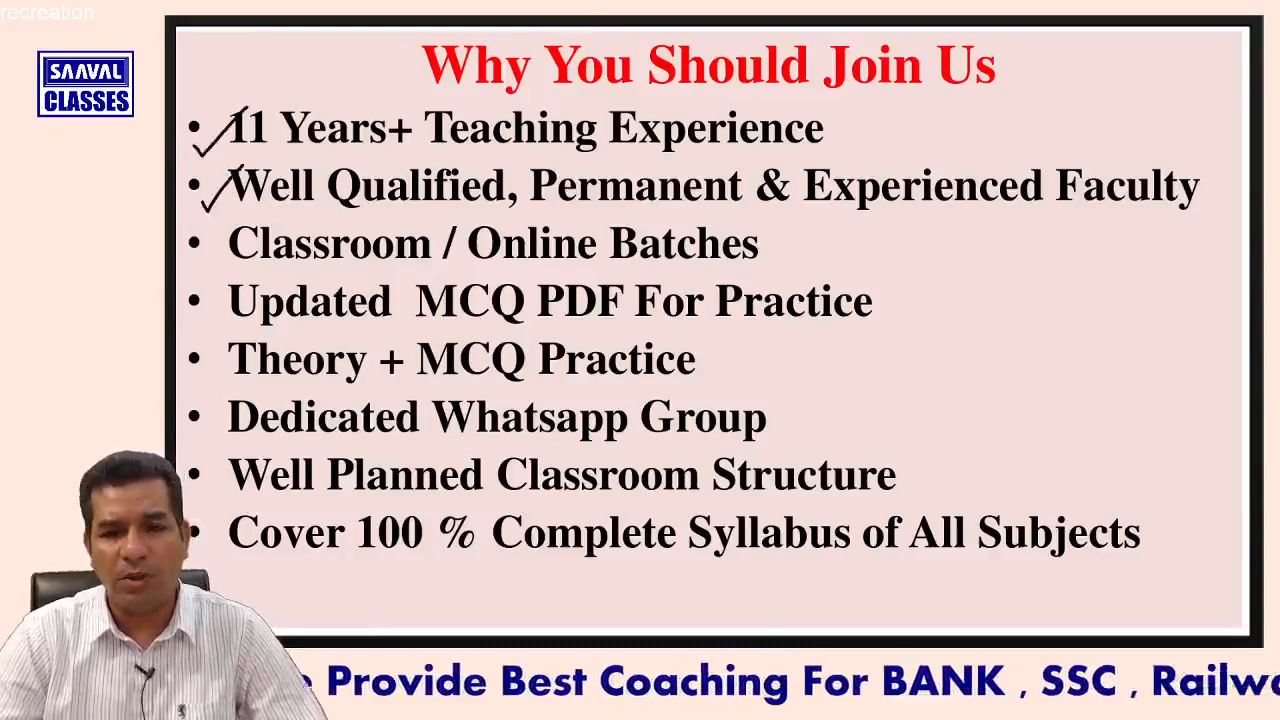 recreation
SAAVAL
CLASSES
Why You Should Join Us
• 11 Years+ Teaching Experience
• Well Qualified, Permanent & Experienced Faculty
• Classroom / Online Batches
• Updated MCQ PDF For Practice
• Theory + MCQ Practice
• Dedicated Whatsapp Group
• Well Planned Classroom Structure
• Cover 100 % Complete Syllabus of All Subjects
Provide Best Coaching For BANK , SSC ,